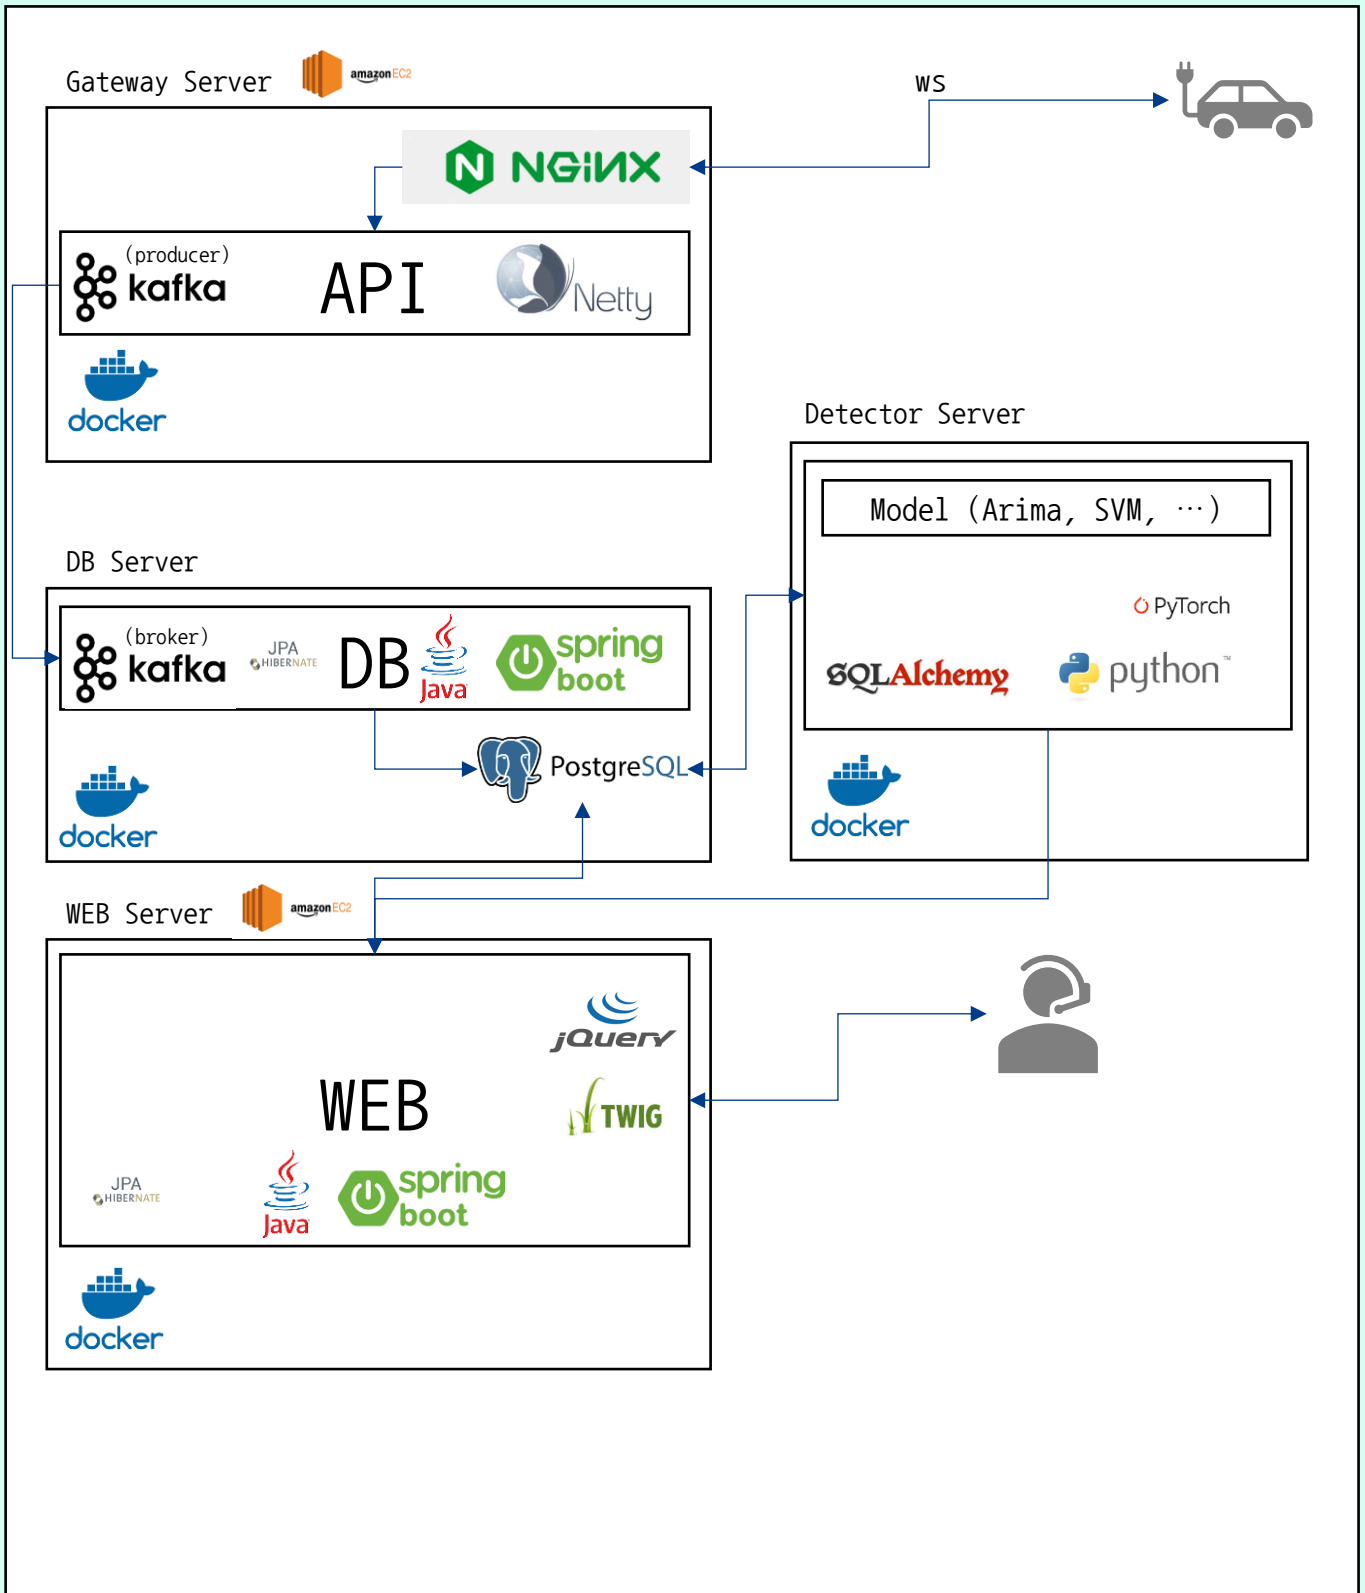 Gateway Server
amazon EC2
ws
NGINX
(producer)
kafka
API
Netty
docker
Detector Server
Model (Arima, SVM, …)
PyTorch
SQLAlchemy
python™
docker
DB Server
(broker)
kafka
JPA
HIBERNATE
DB
Java
spring
boot
PostgreSQL
docker
WEB Server
amazon EC2
jQuery
WEB
TWIG
JPA
HIBERNATE
Java
spring
boot
docker